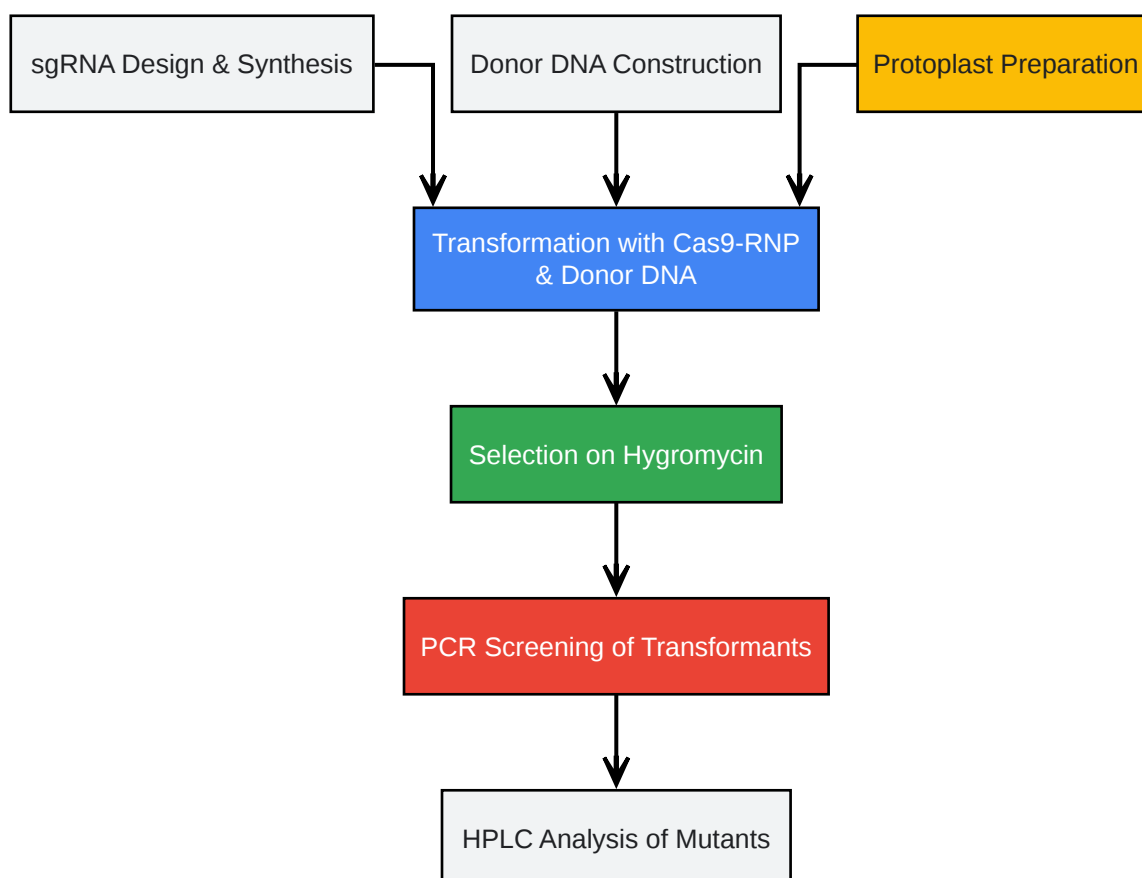 sgRNA Design & Synthesis
Donor DNA Construction
Protoplast Preparation
Transformation with Cas9-RNP
& Donor DNA
Selection on Hygromycin
PCR Screening of Transformants
HPLC Analysis of Mutants